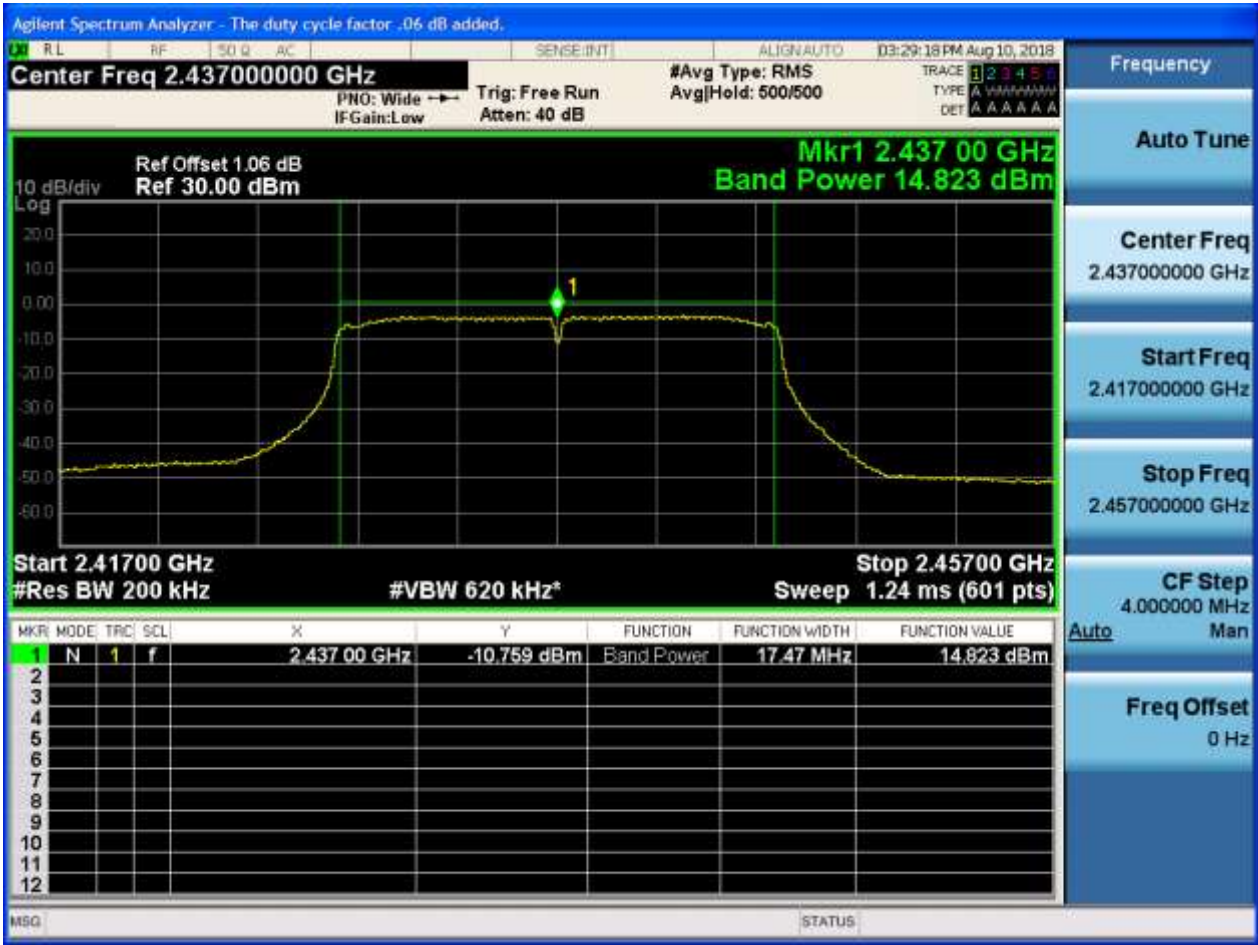 Agilent Spectrum Analyzer - The duty cycle factor .06 dB added.
RL RF 50 Ω AC SENSE:INT ALIGN AUTO 03:29:18 PM Aug 10, 2018
Center Freq 2.437000000 GHz
PNO: Wide
IFGain:Low
Trig: Free Run
Atten: 40 dB
#Avg Type: RMS
Avg|Hold: 500/500
TRACE 1 2 3 4 5 6
TYPE A WWWWW
DET A A A A A A
Ref Offset 1.06 dB
10 dB/div Ref 30.00 dBm
Log
Mkr1 2.437 00 GHz
Band Power 14.823 dBm
20.0
10.0
0.00
-10.0
-20.0
-30.0
-40.0
-50.0
-60.0
1
Start 2.41700 GHz Stop 2.45700 GHz
#Res BW 200 kHz #VBW 620 kHz* Sweep 1.24 ms (601 pts)
MKR MODE TRC SCL X Y FUNCTION FUNCTION WIDTH FUNCTION VALUE
1 N 1 f 2.437 00 GHz -10.759 dBm Band Power 17.47 MHz 14.823 dBm
2
3
4
5
6
7
8
9
10
11
12
MSG STATUS
Frequency
Auto Tune
Center Freq
2.437000000 GHz
Start Freq
2.417000000 GHz
Stop Freq
2.457000000 GHz
CF Step
4.000000 MHz
Auto Man
Freq Offset
0 Hz